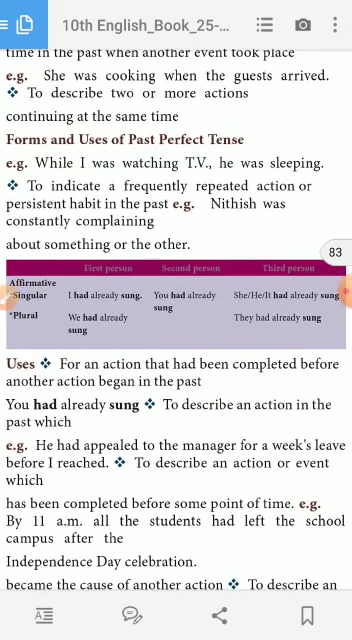 10th English_Book_25-...
time in the past when another event took place
e.g. She was cooking when the guests arrived.
❖ To describe two or more actions
continuing at the same time
Forms and Uses of Past Perfect Tense
e.g. While I was watching T.V., he was sleeping.
❖ To indicate a frequently repeated action or
persistent habit in the past e.g. Nithish was
constantly complaining
about something or the other.
83
First person Second person Third person
Affirmative
*Singular I had already sung. You had already sung She/He/It had already sung
*Plural We had already sung They had already sung
Uses ❖ For an action that had been completed before
another action began in the past
You had already sung ❖ To describe an action in the
past which
e.g. He had appealed to the manager for a week's leave
before I reached. ❖ To describe an action or event
which
has been completed before some point of time. e.g.
By 11 a.m. all the students had left the school
campus after the
Independence Day celebration.
became the cause of another action ❖ To describe an